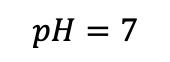 pH = 7